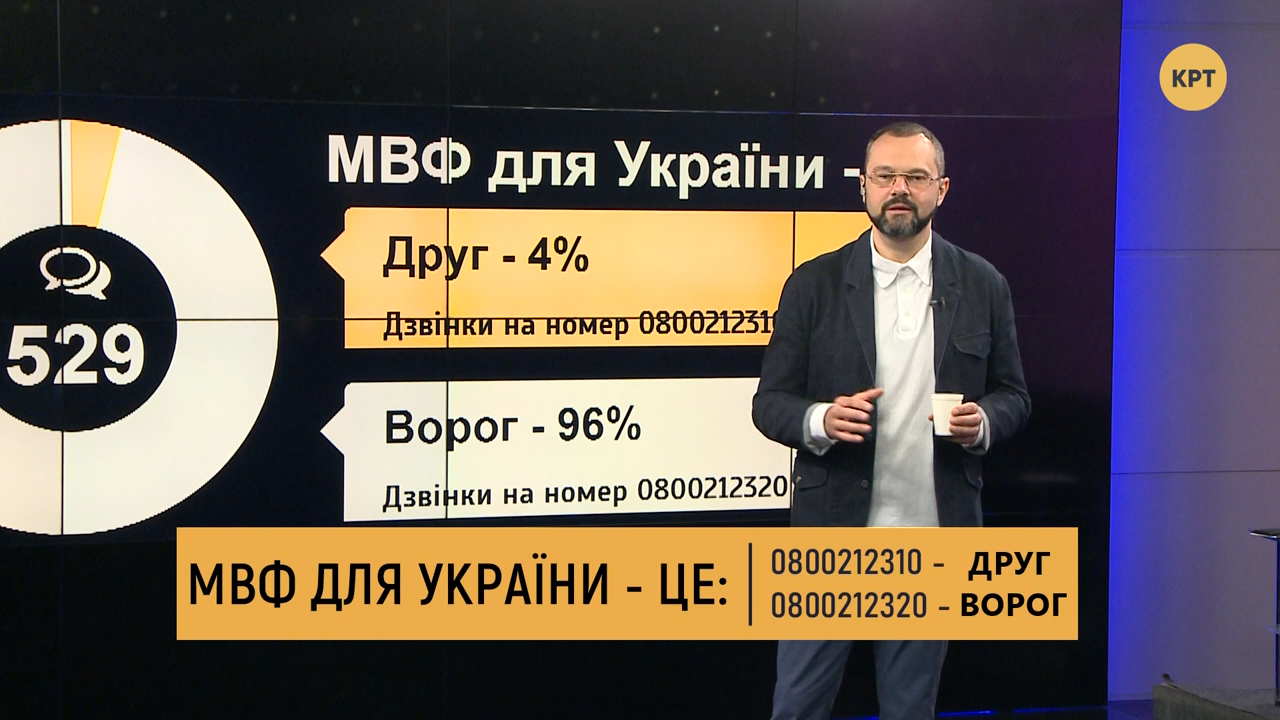 КРТ
МВФ для України -
Друг - 4%
Дзвінки на номер 080021231
529
Ворог - 96%
Дзвінки на номер 0800212320
МВФ ДЛЯ УКРАЇНИ - ЦЕ:
0800212310 - ДРУГ
0800212320 - ВОРОГ